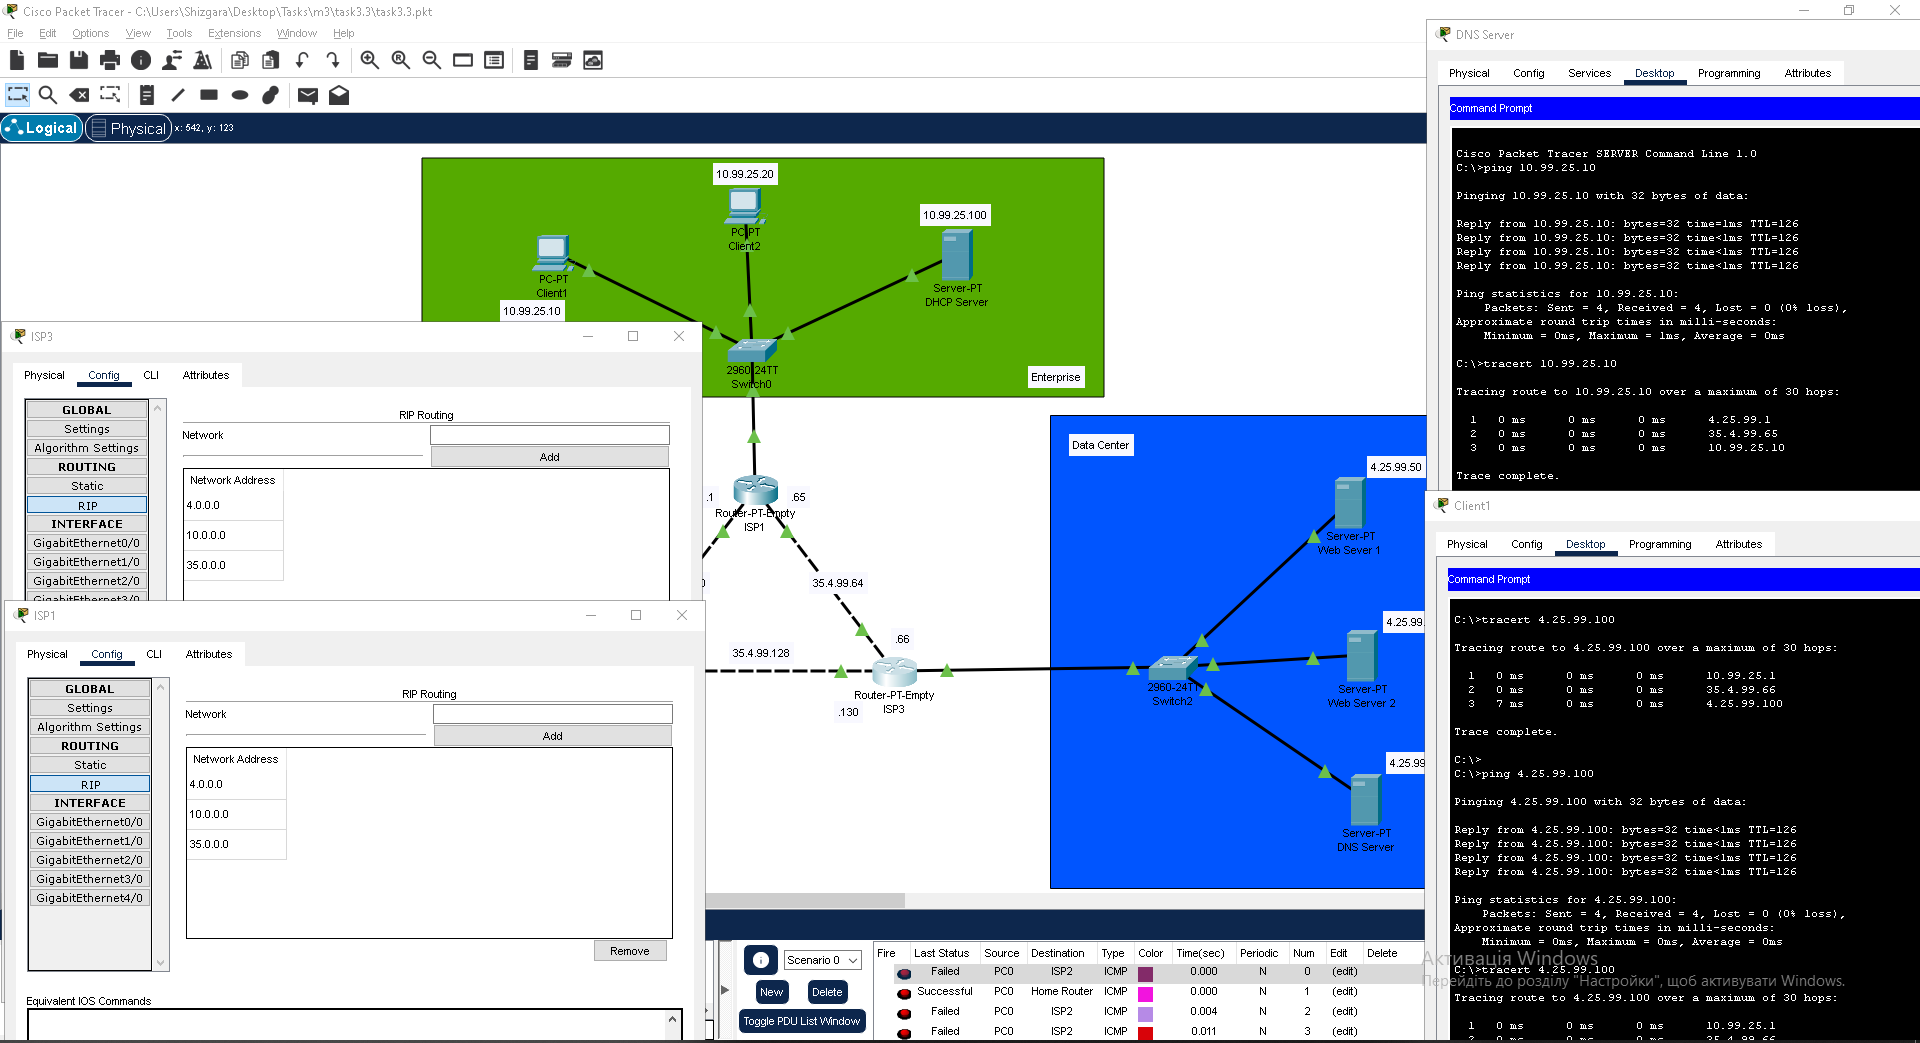 Cisco Packet Tracer - C:\Users\Shizgara\Desktop\Tasks\m3\task3.3\task3.3.pkt
File Edit Options View Tools Extensions Window Help
Logical Physical x: 542, y: 123
10.99.25.20
PC-PT
Client2
10.99.25.100
Server-PT
DHCP Server
PC-PT
Client1
10.99.25.10
2960-24TT
Switch0
Enterprise
.1
.65
Router-PT-Empty
ISP1
35.4.99.64
.66
35.4.99.128
Router-PT-Empty
ISP3
.130
Data Center
4.25.99.50
Server-PT
Web Sever 1
4.25.99.
Server-PT
Web Server 2
2960-24TT
Switch2
4.25.99
Server-PT
DNS Server
ISP3
Physical Config CLI Attributes
GLOBAL
Settings
Algorithm Settings
ROUTING
Static
RIP
INTERFACE
GigabitEthernet0/0
GigabitEthernet1/0
GigabitEthernet2/0
GigabitEthernet3/0
RIP Routing
Network
Add
Network Address
4.0.0.0
10.0.0.0
35.0.0.0
ISP1
Physical Config CLI Attributes
GLOBAL
Settings
Algorithm Settings
ROUTING
Static
RIP
INTERFACE
GigabitEthernet0/0
GigabitEthernet1/0
GigabitEthernet2/0
GigabitEthernet3/0
GigabitEthernet4/0
RIP Routing
Network
Add
Network Address
4.0.0.0
10.0.0.0
35.0.0.0
Remove
Equivalent IOS Commands
Scenario 0
New Delete
Toggle PDU List Window
Fire Last Status Source Destination Type Color Time(sec) Periodic Num Edit Delete
Failed PC0 ISP2 ICMP 0.000 N 0 (edit)
Successful PC0 Home Router ICMP 0.000 N 1 (edit)
Failed PC0 ISP2 ICMP 0.004 N 2 (edit)
Failed PC0 ISP2 ICMP 0.011 N 3 (edit)
DNS Server
Physical Config Services Desktop Programming Attributes
Command Prompt
Cisco Packet Tracer SERVER Command Line 1.0
C:\>ping 10.99.25.10
Pinging 10.99.25.10 with 32 bytes of data:
Reply from 10.99.25.10: bytes=32 time=1ms TTL=126
Reply from 10.99.25.10: bytes=32 time<1ms TTL=126
Reply from 10.99.25.10: bytes=32 time<1ms TTL=126
Reply from 10.99.25.10: bytes=32 time<1ms TTL=126
Ping statistics for 10.99.25.10:
Packets: Sent = 4, Received = 4, Lost = 0 (0% loss),
Approximate round trip times in milli-seconds:
Minimum = 0ms, Maximum = 1ms, Average = 0ms
C:\>tracert 10.99.25.10
Tracing route to 10.99.25.10 over a maximum of 30 hops:
1 0 ms 0 ms 0 ms 4.25.99.1
2 0 ms 0 ms 0 ms 35.4.99.65
3 0 ms 0 ms 0 ms 10.99.25.10
Trace complete.
Client1
Physical Config Desktop Programming Attributes
Command Prompt
C:\>tracert 4.25.99.100
Tracing route to 4.25.99.100 over a maximum of 30 hops:
1 0 ms 0 ms 0 ms 10.99.25.1
2 0 ms 0 ms 0 ms 35.4.99.66
3 7 ms 0 ms 0 ms 4.25.99.100
Trace complete.
C:\>
C:\>ping 4.25.99.100
Pinging 4.25.99.100 with 32 bytes of data:
Reply from 4.25.99.100: bytes=32 time<1ms TTL=126
Reply from 4.25.99.100: bytes=32 time<1ms TTL=126
Reply from 4.25.99.100: bytes=32 time<1ms TTL=126
Reply from 4.25.99.100: bytes=32 time<1ms TTL=126
Ping statistics for 4.25.99.100:
Packets: Sent = 4, Received = 4, Lost = 0 (0% loss),
Approximate round trip times in milli-seconds:
Minimum = 0ms, Maximum = 0ms, Average = 0ms
Активація Windows
C:\>tracert 4.25.99.100
Перейдіть до розділу "Настройки", щоб активувати Windows.
Tracing route to 4.25.99.100 over a maximum of 30 hops:
1 0 ms 0 ms 0 ms 10.99.25.1
2 0 ms 0 ms 0 ms 35.4.99.66